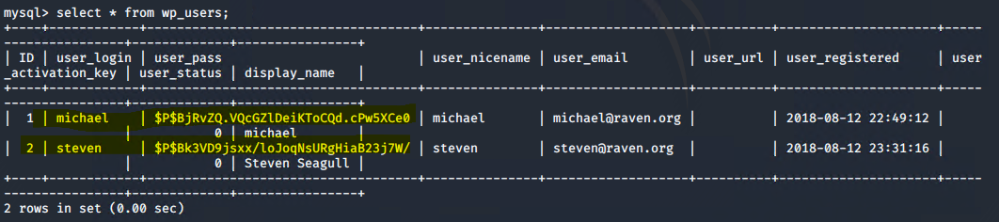 mysql> select * from wp_users;
+----+------------+------------------------------------+---------------+-------------------+----------+---------------------+-----
----------------+-------------+----------------+
| ID | user_login | user_pass                          | user_nicename | user_email        | user_url | user_registered     | user
_activation_key | user_status | display_name   |
+----+------------+------------------------------------+---------------+-------------------+----------+---------------------+-----
----------------+-------------+----------------+
|  1 | michael    | $P$BjRvZQ.VQcGZlDeiKToCQd.cPw5XCe0 | michael       | michael@raven.org |          | 2018-08-12 22:49:12 |
                |           0 | michael        |
|  2 | steven     | $P$Bk3VD9jsxx/loJoqNsURgHiaB23j7W/ | steven        | steven@raven.org  |          | 2018-08-12 23:31:16 |
                |           0 | Steven Seagull |
+----+------------+------------------------------------+---------------+-------------------+----------+---------------------+-----
----------------+-------------+----------------+
2 rows in set (0.00 sec)